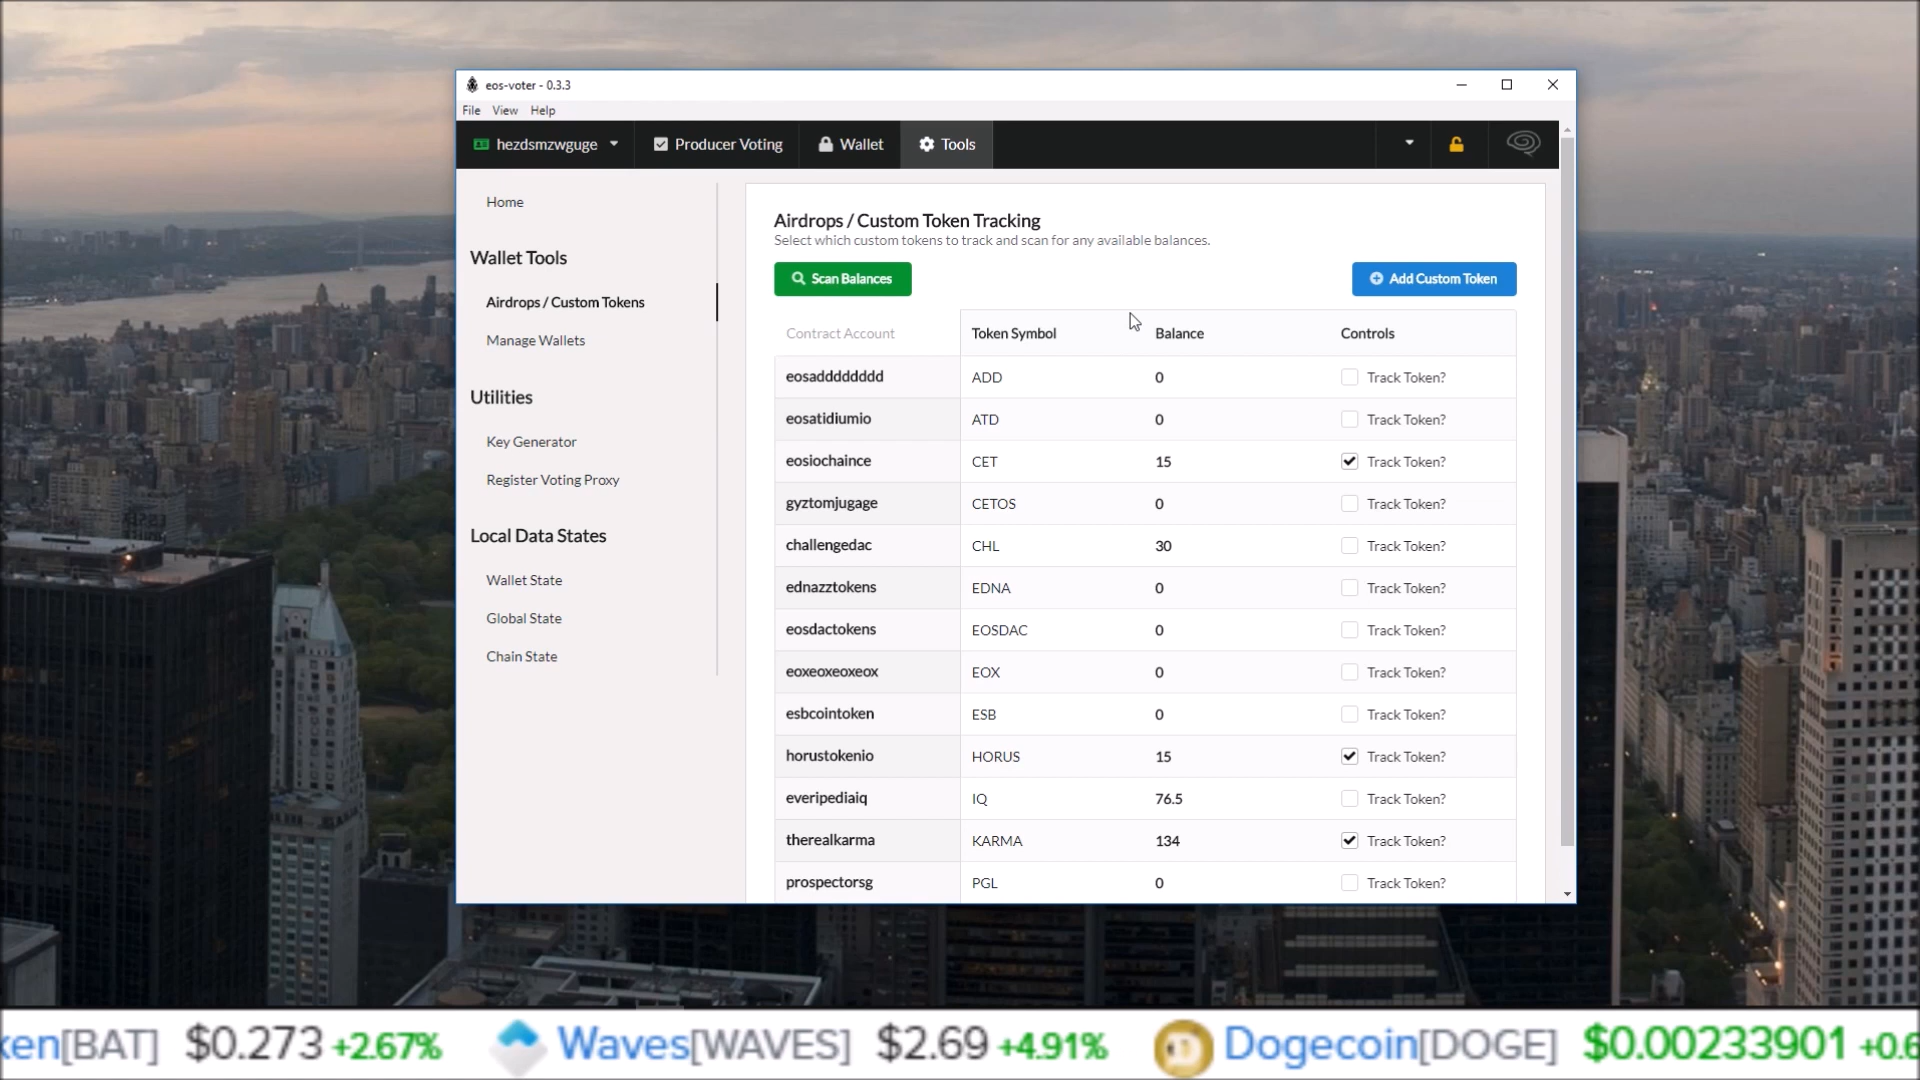 eos-voter - 0.3.3
File View Help
hezdsmzwguge Producer Voting Wallet Tools
Home
Wallet Tools
Airdrops / Custom Tokens
Manage Wallets
Utilities
Key Generator
Register Voting Proxy
Local Data States
Wallet State
Global State
Chain State
Airdrops / Custom Token Tracking
Select which custom tokens to track and scan for any available balances.
Scan Balances Add Custom Token
Contract Account Token Symbol Balance Controls
eosadddddddd ADD 0 Track Token?
eosatidiumio ATD 0 Track Token?
eosiochaince CET 15 Track Token?
gyztomjugage CETOS 0 Track Token?
challengedac CHL 30 Track Token?
ednazztokens EDNA 0 Track Token?
eosdactokens EOSDAC 0 Track Token?
eoxeoxeoxeox EOX 0 Track Token?
esbcointoken ESB 0 Track Token?
horustokenio HORUS 15 Track Token?
everipediaiq IQ 76.5 Track Token?
therealkarma KARMA 134 Track Token?
prospectorsg PGL 0 Track Token?
ken[BAT] $0.273 +2.67% Waves[WAVES] $2.69 +4.91% Dogecoin[DOGE] $0.00233901 +0.6